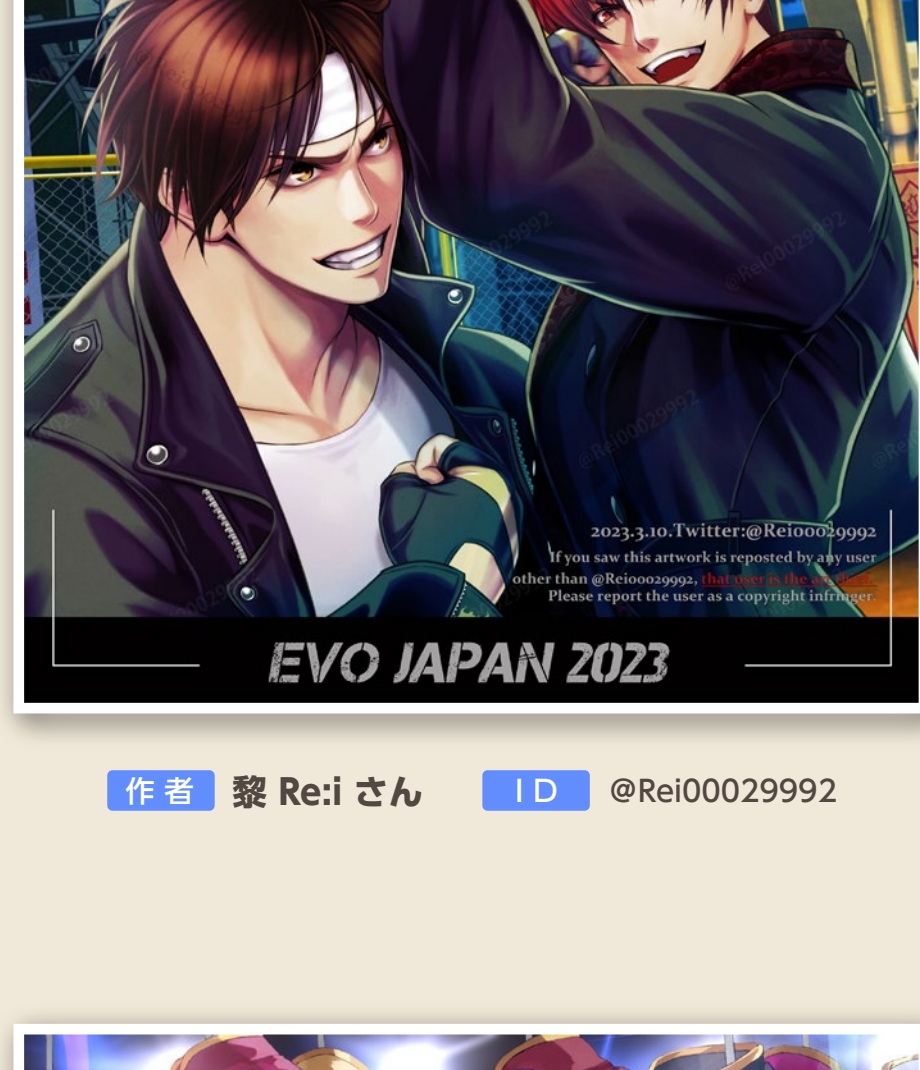 2023.3.10.Twitter:@Rei00029992
If you saw this artwork is reposted by any user
other than @Rei00029992, that user is the art thief.
Please report the user as a copyright infringer.
EVO JAPAN 2023
作者 黎 Re:i さん ID @Rei00029992